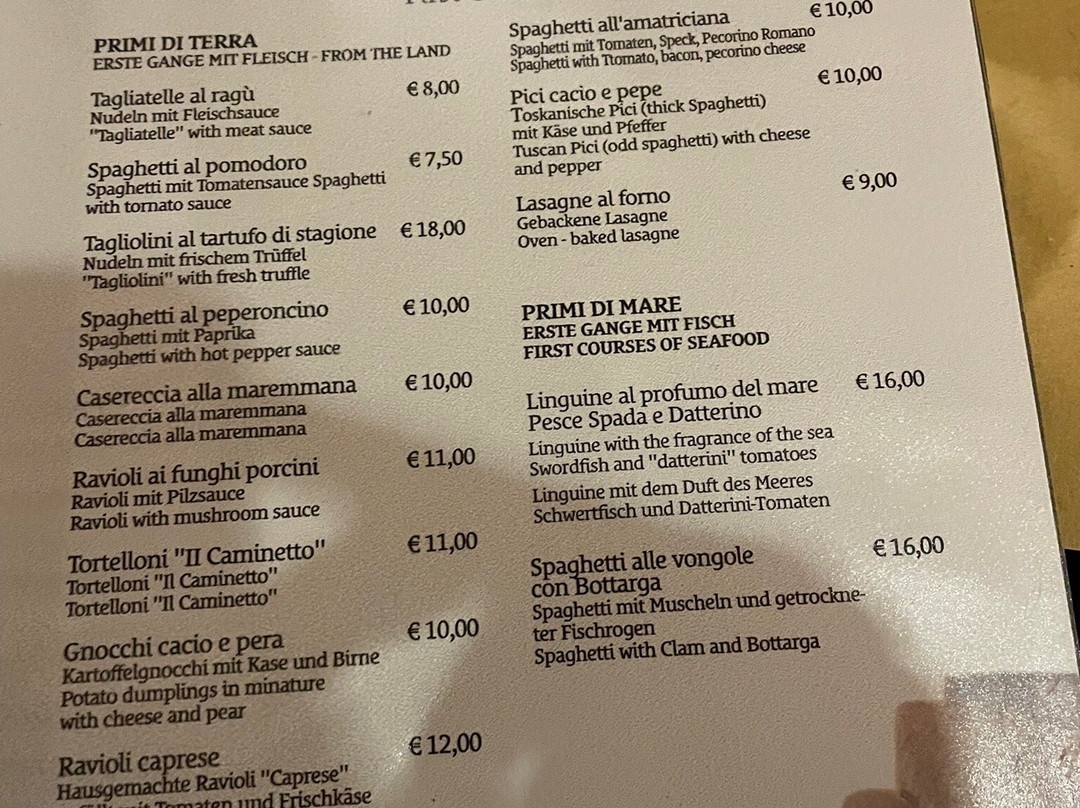 PRIMI DI TERRA
ERSTE GANGE MIT FLEISCH - FROM THE LAND
Tagliatelle al ragù € 8,00
Nudeln mit Fleischsauce
"Tagliatelle" with meat sauce
Spaghetti al pomodoro € 7,50
Spaghetti mit Tomatensauce Spaghetti
with tornato sauce
Tagliolini al tartufo di stagione € 18,00
Nudeln mit frischem Trüffel
"Tagliolini" with fresh truffle
Spaghetti al peperoncino € 10,00
Spaghetti mit Paprika
Spaghetti with hot pepper sauce
Casereccia alla maremmana € 10,00
Casereccia alla maremmana
Casereccia alla maremmana
Ravioli ai funghi porcini € 11,00
Ravioli mit Pilzsauce
Ravioli with mushroom sauce
Tortelloni "II Caminetto" € 11,00
Tortelloni "Il Caminetto"
Tortelloni "Il Caminetto"
Gnocchi cacio e pera € 10,00
Kartoffelgnocchi mit Kase und Birne
Potato dumplings in minature
with cheese and pear
Ravioli caprese € 12,00
Hausgemachte Ravioli "Caprese"
mit Tomaten und Frischkäse
Spaghetti all'amatriciana € 10,00
Spaghetti mit Tomaten, Speck, Pecorino Romano
Spaghetti with Ttomato, bacon, pecorino cheese
Pici cacio e pepe € 10,00
Toskanische Pici (thick Spaghetti)
mit Käse und Pfeffer
Tuscan Pici (odd spaghetti) with cheese
and pepper
Lasagne al forno € 9,00
Gebackene Lasagne
Oven - baked lasagne
PRIMI DI MARE
ERSTE GANGE MIT FISCH
FIRST COURSES OF SEAFOOD
Linguine al profumo del mare € 16,00
Pesce Spada e Datterino
Linguine with the fragrance of the sea
Swordfish and "datterini" tomatoes
Linguine mit dem Duft des Meeres
Schwertfisch und Datterini-Tomaten
Spaghetti alle vongole € 16,00
con Bottarga
Spaghetti mit Muscheln und getrockne-
ter Fischrogen
Spaghetti with Clam and Bottarga